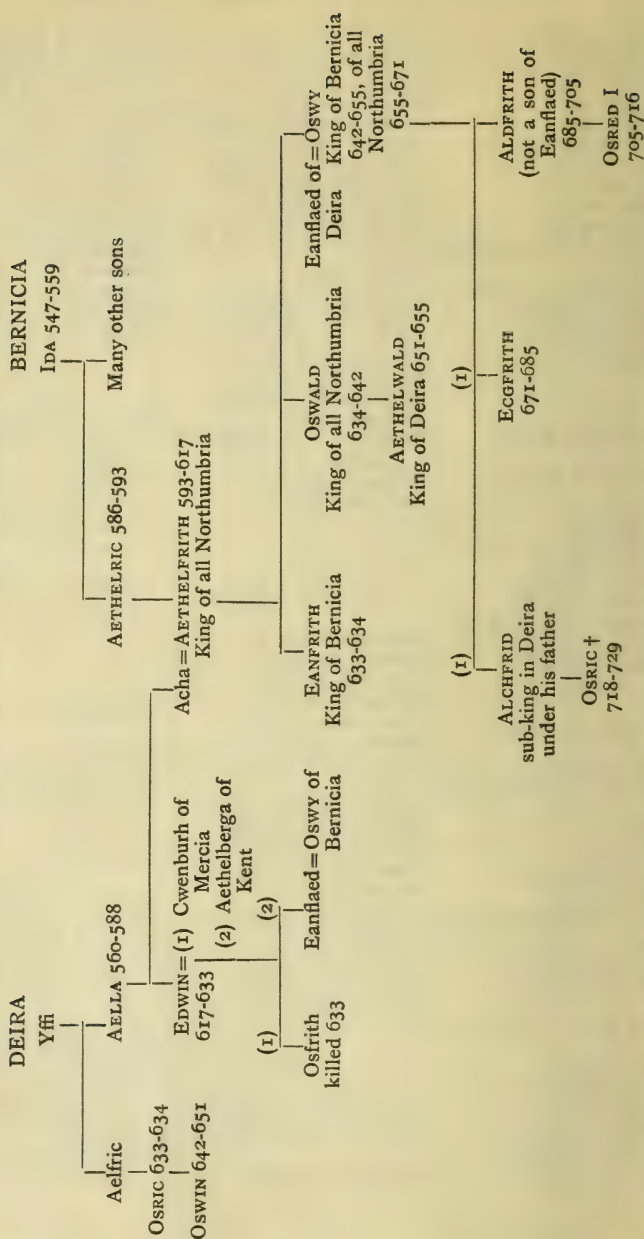 DEIRA
Yffi
Aelfric
AELLA 560-588
OSRIC 633-634
OSWIN 642-651
EDWIN = (1) Cwenburh of
617-633
Mercia
(2) Aethelberga of
Kent
(1)
(2)
Osfrith
killed 633
Eanflaed = OSWY of
Bernicia
BERNICIA
IDA 547-559
AETHELRIC 586-593
Many other sons
Acha = AETHELFRITH 593-617
King of all Northumbria
EANFRITH
King of Bernicia
633-634
OSWALD
King of all Northumbria
634-642
AETHELWALD
King of Deira 651-655
Eanflaed of = OSWY
Deira
King of Bernicia
642-655, of all
Northumbria
655-671
(1)
(1)
ALCHFRID
sub-king in Deira
under his father
OSRIC †
718-729
ECGFRITH
671-685
ALDFRITH
(not a son of
Eanflaed)
685-705
OSRED I
705-716